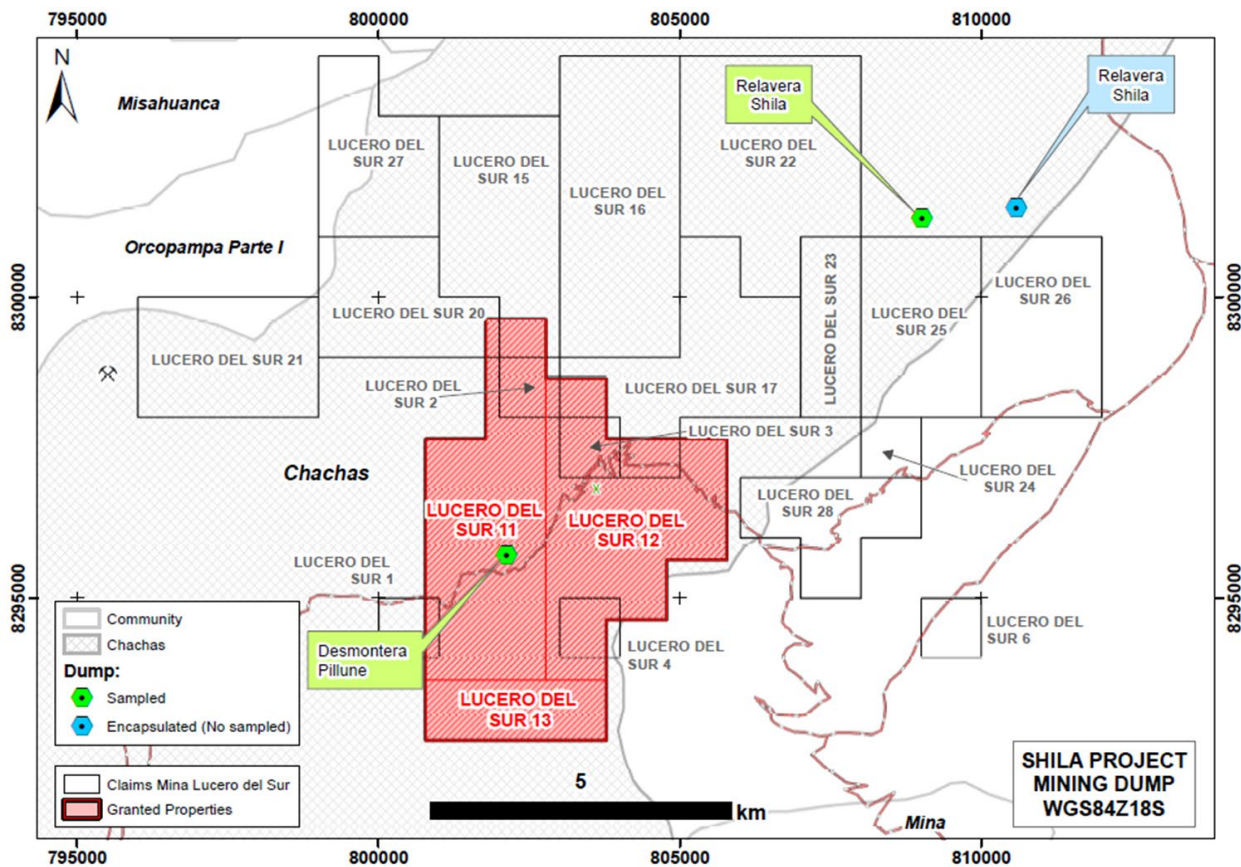 795000
800000
805000
810000
N
Misahuanca
Relavera
Shila
Relavera
Shila
LUCERO DEL
SUR 27
LUCERO DEL
SUR 15
LUCERO DEL
SUR 22
LUCERO DEL
SUR 16
Orcopampa Parte I
8300000
8300000
LUCERO DEL SUR 20
LUCERO DEL SUR 23
LUCERO DEL
SUR 26
LUCERO DEL
SUR 25
LUCERO DEL SUR 21
LUCERO DEL
SUR 2
LUCERO DEL SUR 17
LUCERO DEL SUR 3
Chachas
LUCERO DEL
SUR 24
LUCERO DEL
SUR 28
LUCERO DEL
SUR 11
LUCERO DEL
SUR 12
LUCERO DEL
SUR 1
8295000
8295000
Desmontera
Pillune
LUCERO DEL
SUR 4
LUCERO DEL
SUR 6
LUCERO DEL
SUR 13
Community
Chachas
Dump:
Sampled
Encapsulated (No sampled)
Claims Mina Lucero del Sur
Granted Properties
5
km
Mina
SHILA PROJECT
MINING DUMP
WGS84Z18S
795000
800000
805000
810000